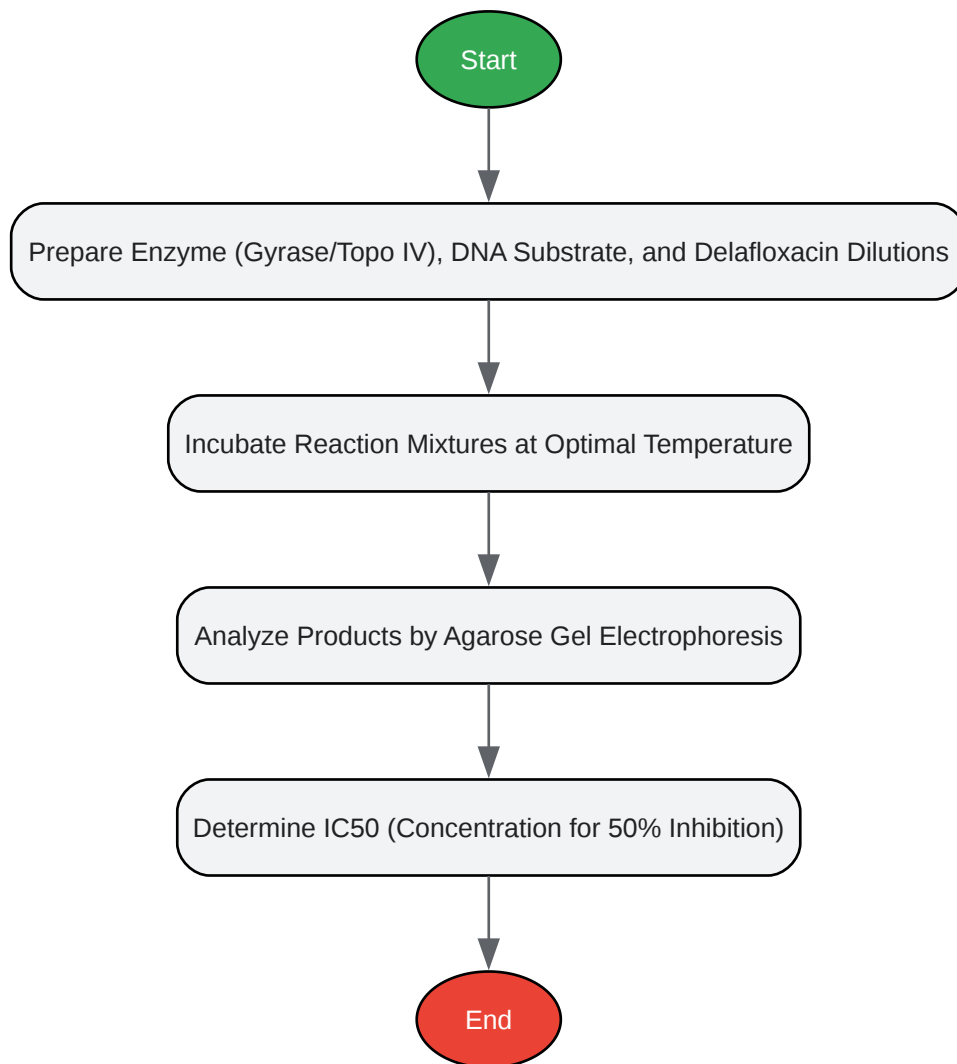 Start
Prepare Enzyme (Gyrase/Topo IV), DNA Substrate, and Delafloxacin Dilutions
Incubate Reaction Mixtures at Optimal Temperature
Analyze Products by Agarose Gel Electrophoresis
Determine IC50 (Concentration for 50% Inhibition)
End